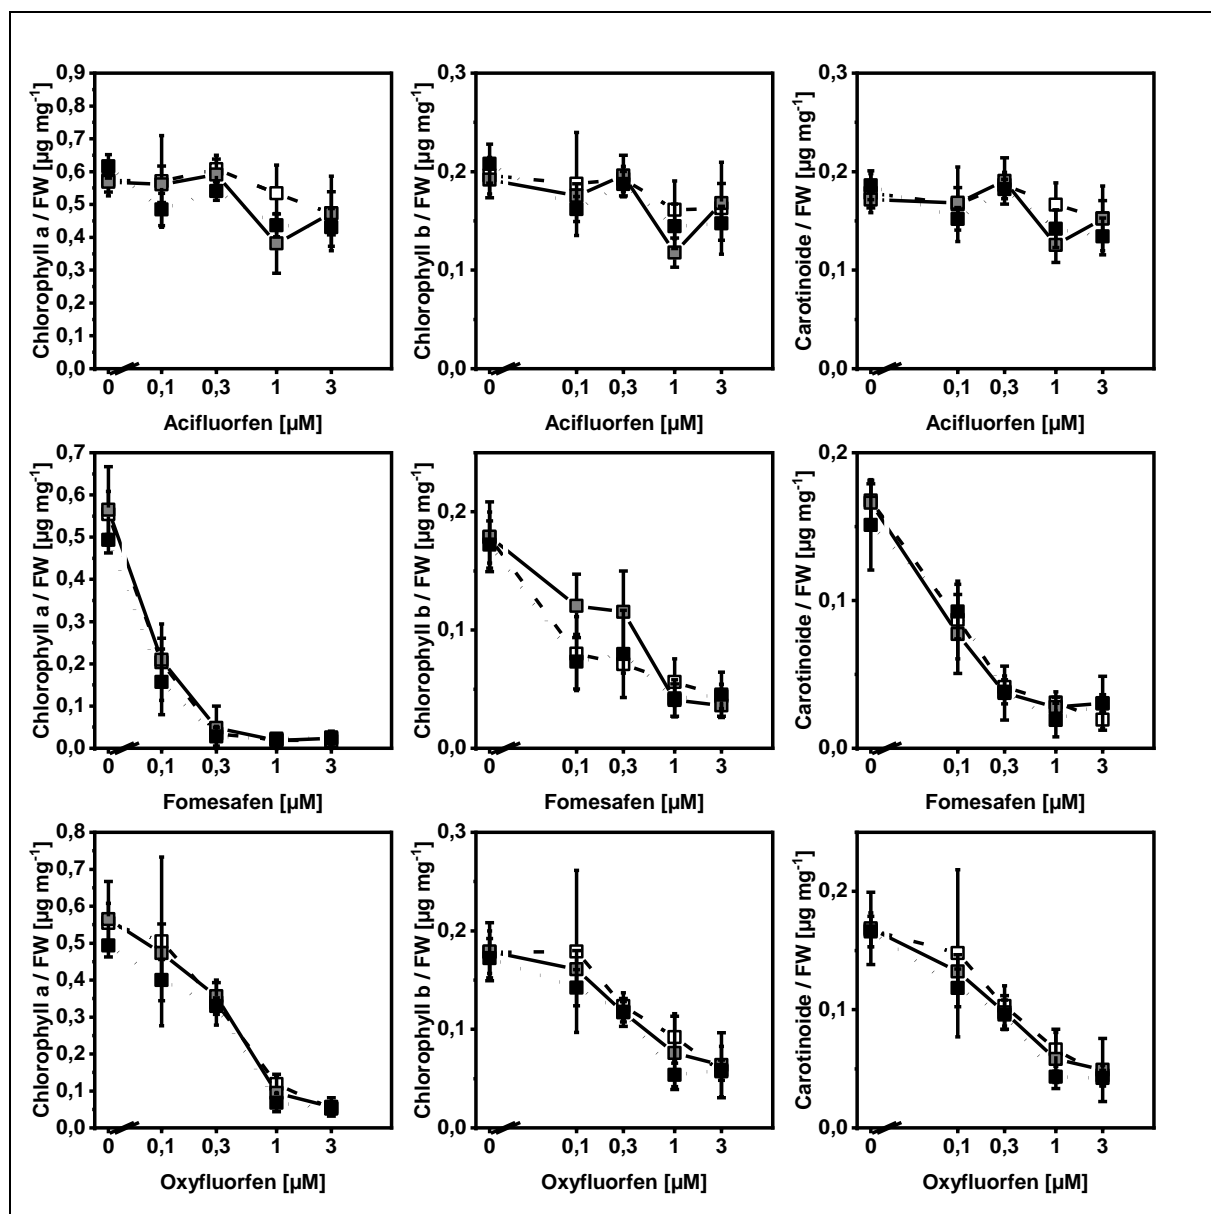 Chlorophyll a / FW [µg mg⁻¹]
0,9
0,8
0,7
0,6
0,5
0,4
0,3
0,2
0,1
0,0
0 0,1 0,3 1 3
Acifluorfen [µM]
Chlorophyll b / FW [µg mg⁻¹]
0,3
0,2
0,1
0,0
0 0,1 0,3 1 3
Acifluorfen [µM]
Carotinoide / FW [µg mg⁻¹]
0,3
0,2
0,1
0,0
0 0,1 0,3 1 3
Acifluorfen [µM]
Chlorophyll a / FW [µg mg⁻¹]
0,7
0,6
0,5
0,4
0,3
0,2
0,1
0,0
0 0,1 0,3 1 3
Fomesafen [µM]
Chlorophyll b / FW [µg mg⁻¹]
0,2
0,1
0,0
0 0,1 0,3 1 3
Fomesafen [µM]
Carotinoide / FW [µg mg⁻¹]
0,2
0,1
0,0
0 0,1 0,3 1 3
Fomesafen [µM]
Chlorophyll a / FW [µg mg⁻¹]
0,8
0,7
0,6
0,5
0,4
0,3
0,2
0,1
0,0
0 0,1 0,3 1 3
Oxyfluorfen [µM]
Chlorophyll b / FW [µg mg⁻¹]
0,3
0,2
0,1
0,0
0 0,1 0,3 1 3
Oxyfluorfen [µM]
Carotinoide / FW [µg mg⁻¹]
0,2
0,1
0,0
0 0,1 0,3 1 3
Oxyfluorfen [µM]